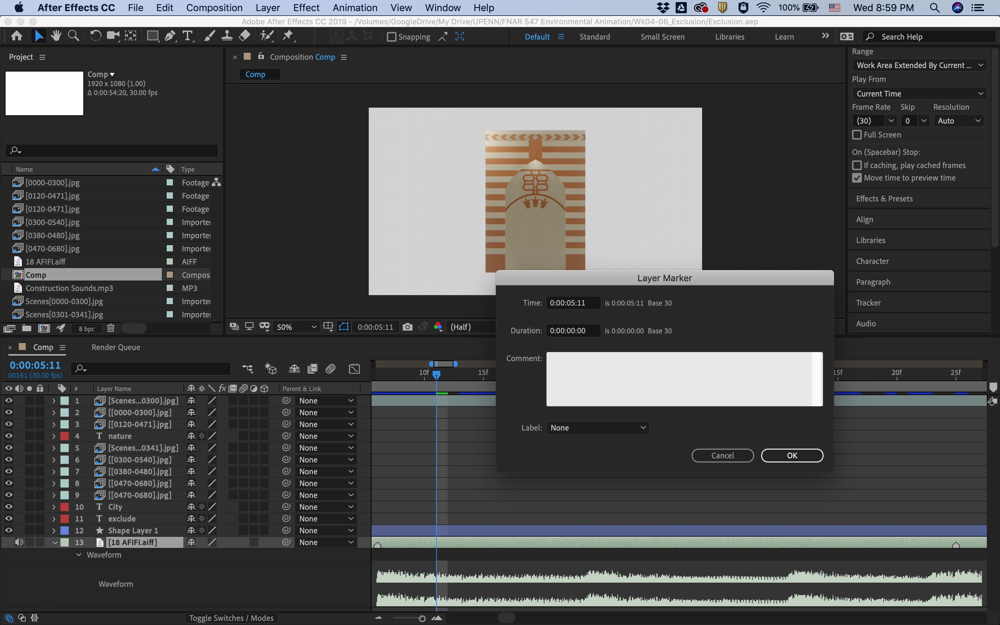 After Effects CC File Edit Composition Layer Effect Animation View Window Help 100% Wed 8:59 PM
Adobe After Effects CC 2019 - /Volumes/GoogleDrive/My Drive/UPENN/FNAR 547 Environmental Animation/Wk04-06_Exclusion/Exclusion.aep
Snapping Default Standard Small Screen Libraries Learn Search Help
Project
Comp
1920 x 1080 (1.00)
Δ 0:00:54:20, 30.00 fps
Name Type
[0000-0300].jpg Footage
[0120-0471].jpg Footage
[0120-0471].jpg Footage
[0300-0540].jpg Importer
[0380-0480].jpg Importer
[0470-0680].jpg Importer
18 AFIFI.aiff AIFF
Comp Compos
Construction Sounds.mp3 MP3
Scenes[0000-0300].jpg Importer
Scenes[0301-0341].jpg Importer
8 bpc
Composition Comp
Comp
50% 0:00:05:11 (Half)
Range
Work Area Extended By Current ...
Play From
Current Time
Frame Rate Skip Resolution
(30) 0 Auto
Full Screen
On (Spacebar) Stop:
If caching, play cached frames
Move time to preview time
Effects & Presets
Align
Libraries
Character
Paragraph
Tracker
Audio
Layer Marker
Time: 0:00:05:11 is 0:00:05:11 Base 30
Duration: 0:00:00:00 is 0:00:00:00 Base 30
Comment:
Label: None
Cancel OK
Comp Render Queue
0:00:05:11
00161 (30.00 fps)
10f 15f 15f 20f 25f
# Layer Name fx Parent & Link
1 [Scenes...0300].jpg] None
2 [[0000-0300].jpg] None
3 [[0120-0471].jpg] None
4 T nature None
5 [Scenes...0341].jpg] None
6 [[0300-0540].jpg] None
7 [[0380-0480].jpg] None
8 [[0470-0680].jpg] None
9 [[0470-0680].jpg] None
10 T City None
11 T exclude None
12 Shape Layer 1 None
13 [18 AFIFI.aiff] None
Waveform
Waveform
Toggle Switches / Modes